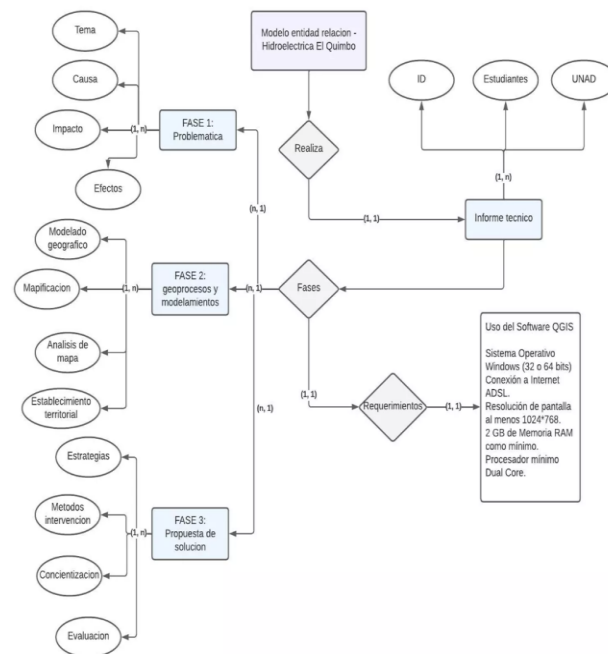 Modelo entidad relacion -
Hidroelectrica El Quimbo
Realiza
(1, 1)
Informe tecnico
(1, n)
ID
Estudiantes
UNAD
Fases
(n, 1)
(n, 1)
(n, 1)
FASE 1:
Problematica
(1, n)
Tema
Causa
Impacto
Efectos
FASE 2:
geoprocesos y
modelamientos
(1, n)
Modelado
geografico
Mapificacion
Analisis de
mapa
Establecimiento
territorial
FASE 3:
Propuesta de
solucion
(1, n)
Estrategias
Metodos
intervencion
Concientizacion
Evaluacion
(1, 1)
Requerimientos
(1, 1)
Uso del Software QGIS
Sistema Operativo
Windows (32 o 64 bits)
Conexión a Internet
ADSL.
Resolución de pantalla
al menos 1024*768.
2 GB de Memoria RAM
como mínimo.
Procesador mínimo
Dual Core.